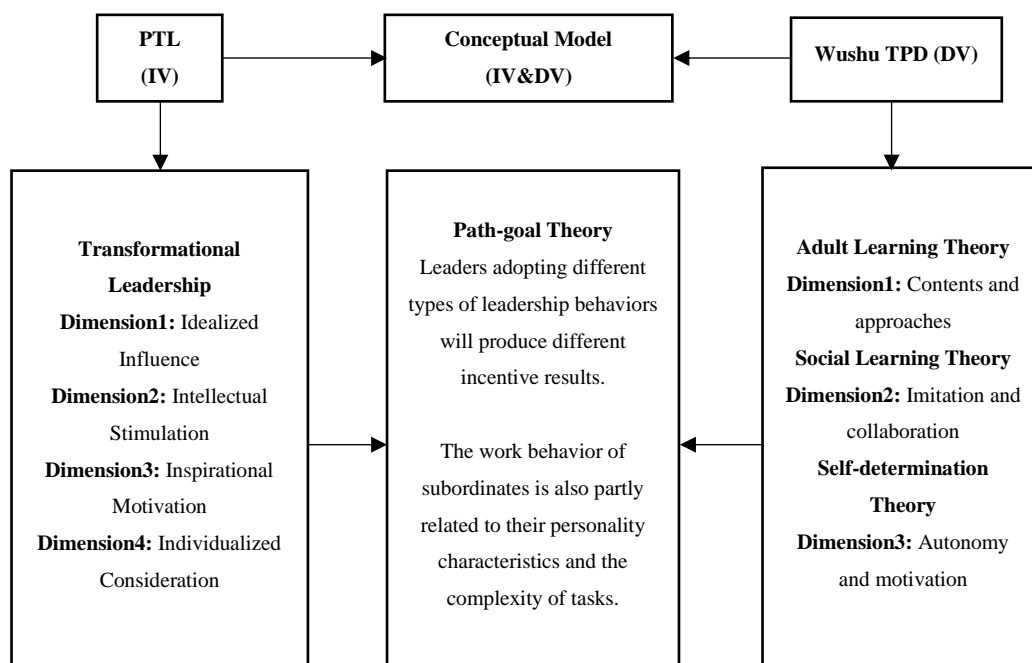 PTL
(IV)
Conceptual Model
(IV&DV)
Wushu TPD (DV)
Transformational
Leadership
Dimension1: Idealized
Influence
Dimension2: Intellectual
Stimulation
Dimension3: Inspirational
Motivation
Dimension4: Individualized
Consideration
Path-goal Theory
Leaders adopting different
types of leadership behaviors
will produce different
incentive results.
The work behavior of
subordinates is also partly
related to their personality
characteristics and the
complexity of tasks.
Adult Learning Theory
Dimension1: Contents and
approaches
Social Learning Theory
Dimension2: Imitation and
collaboration
Self-determination
Theory
Dimension3: Autonomy
and motivation